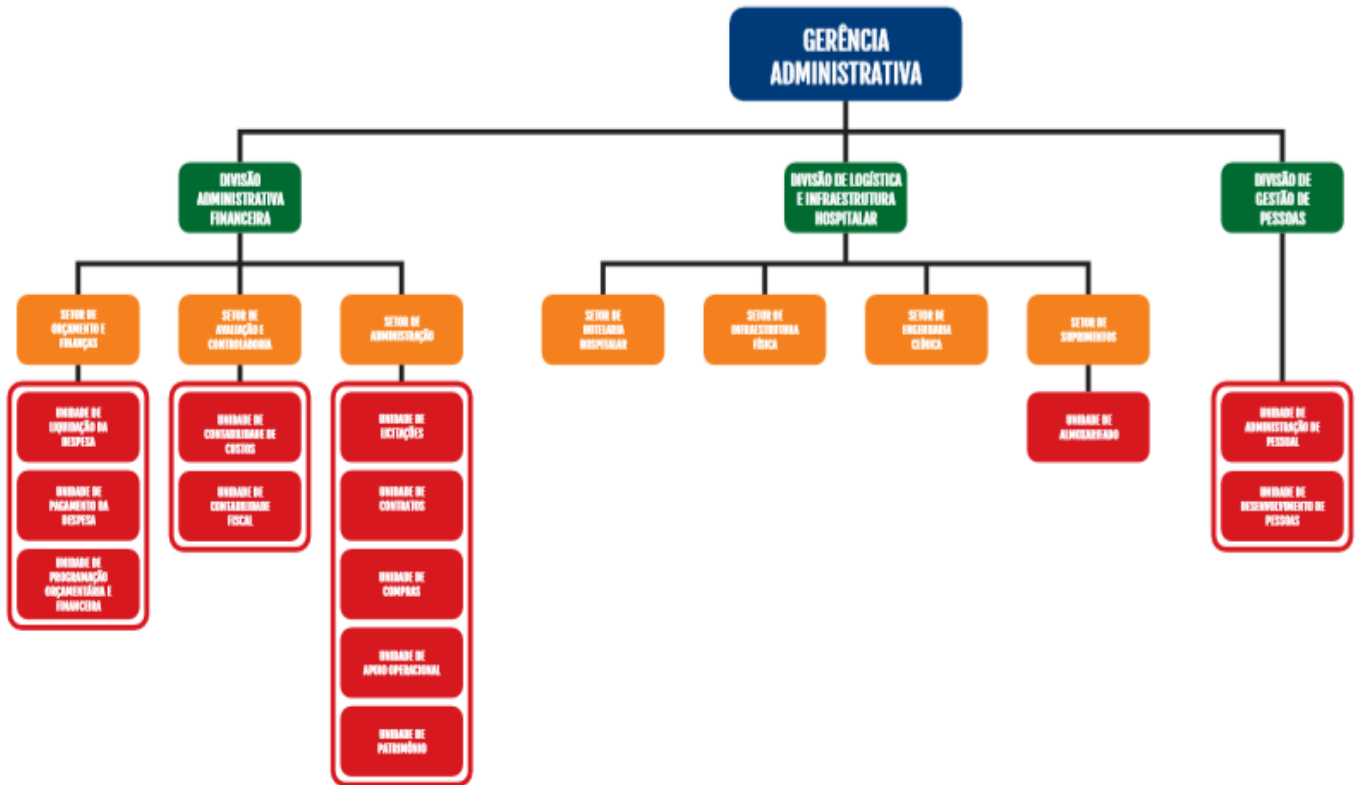 GERÊNCIA
ADMINISTRATIVA
DIVISÃO
ADMINISTRATIVA
FINANCEIRA
DIVISÃO DE LOGÍSTICA
E INFRAESTRUTURA
HOSPITALAR
DIVISÃO DE
GESTÃO DE
PESSOAS
SETOR DE
ORÇAMENTO E
FINANÇAS
SETOR DE
AVALIAÇÃO E
CONTROLADORIA
SETOR DE
ADMINISTRAÇÃO
SETOR DE
HOTELARIA
HOSPITALAR
SETOR DE
INFRAESTRUTURA
FÍSICA
SETOR DE
ENGENHARIA
CLÍNICA
SETOR DE
SUPRIMENTOS
UNIDADE DE
LIQUIDAÇÃO DA
DESPESA
UNIDADE DE
PAGAMENTO DA
DESPESA
UNIDADE DE
PROGRAMAÇÃO
ORÇAMENTÁRIA E
FINANCEIRA
UNIDADE DE
CONTABILIDADE DE
CUSTOS
UNIDADE DE
CONTABILIDADE
FISCAL
UNIDADE DE
LICITAÇÕES
UNIDADE DE
CONTRATOS
UNIDADE DE
COMPRAS
UNIDADE DE
APOIO OPERACIONAL
UNIDADE DE
PATRIMÔNIO
UNIDADE DE
ALMOXARIFADO
UNIDADE DE
ADMINISTRAÇÃO DE
PESSOAL
UNIDADE DE
DESENVOLVIMENTO DE
PESSOAS